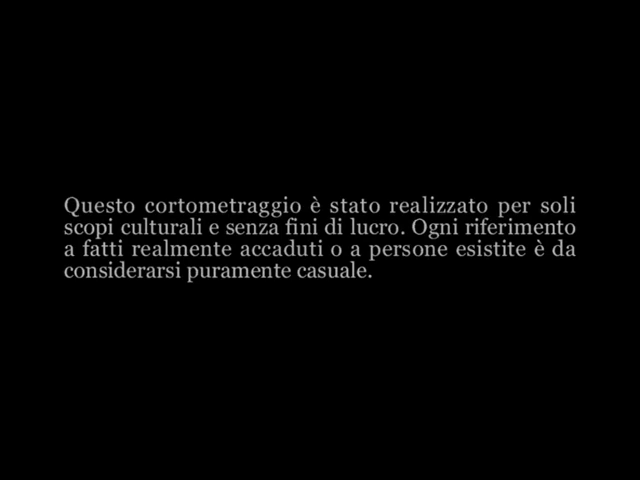 Questo cortometraggio è stato realizzato per soli
scopi culturali e senza fini di lucro. Ogni riferimento
a fatti realmente accaduti o a persone esistite è da
considerarsi puramente casuale.